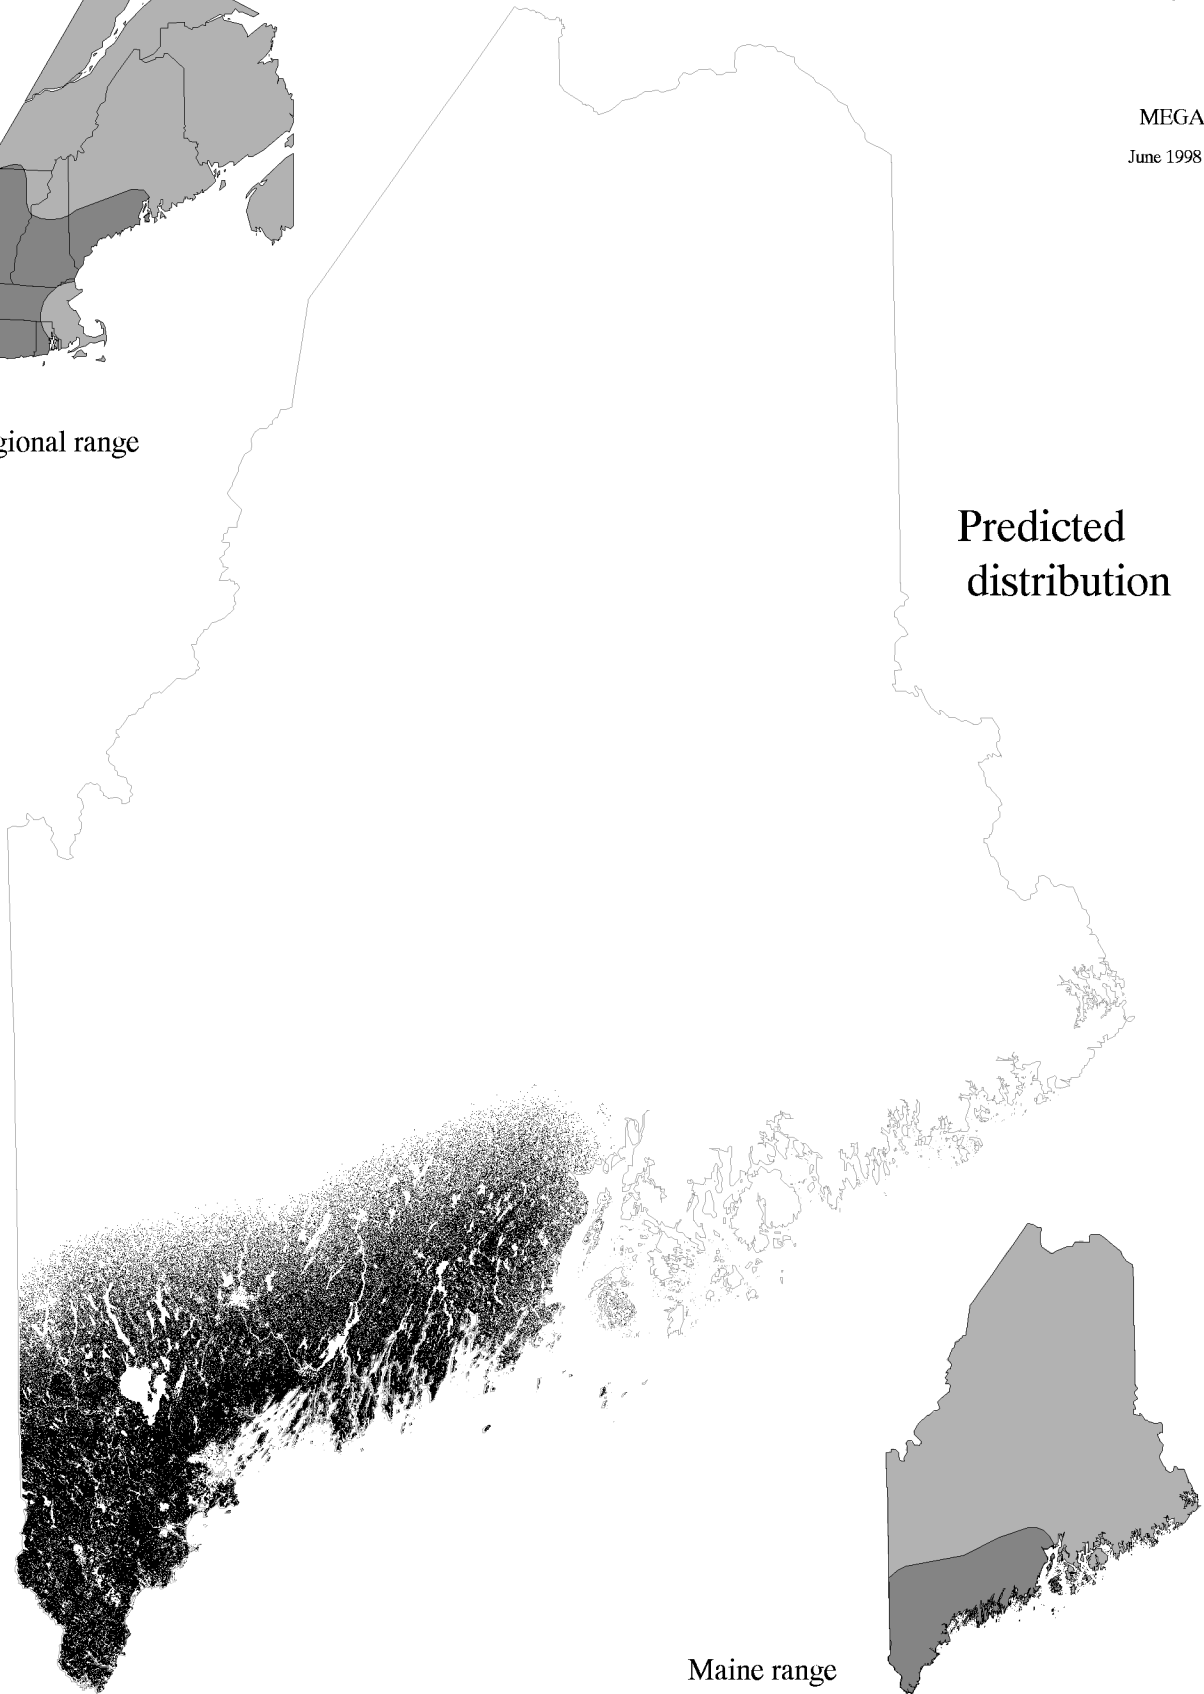 MEGA
June 1998
gional range
Predicted
distribution
Maine range